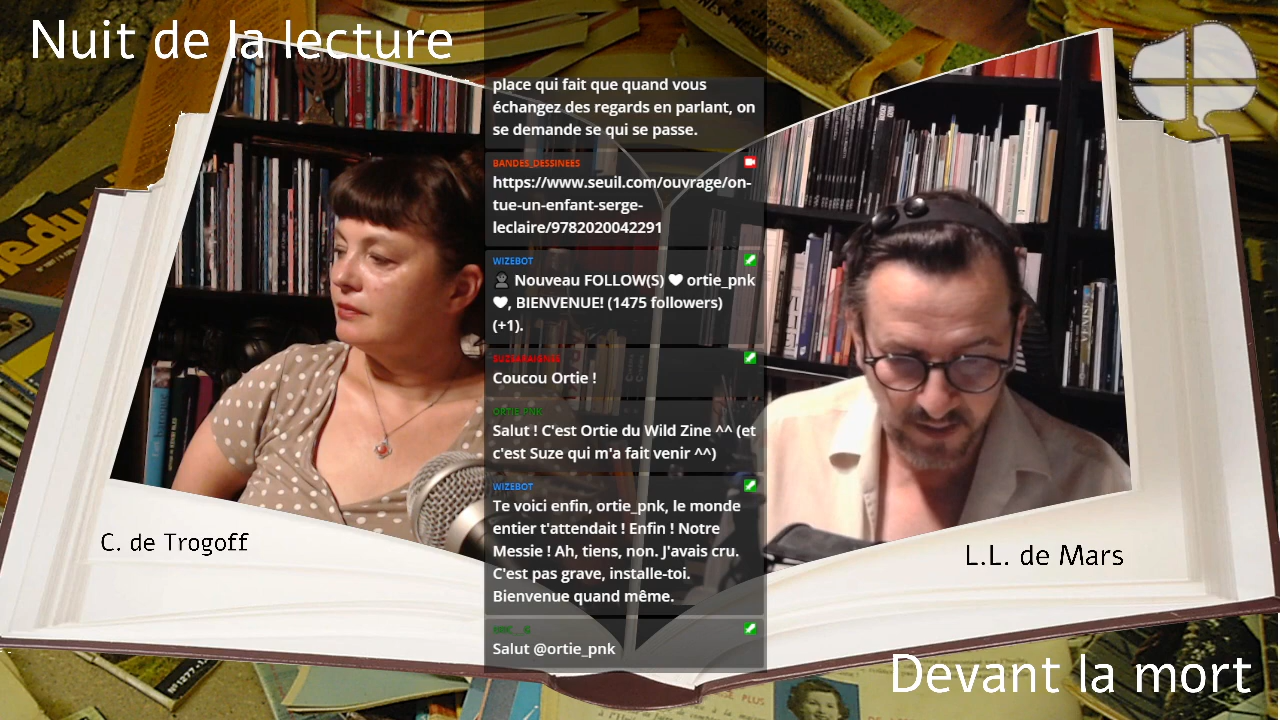 Nuit de la lecture
place qui fait que quand vous
échangez des regards en parlant, on
se demande se qui se passe.
BANDES_DESSINEES
https://www.seuil.com/ouvrage/on-
tue-un-enfant-serge-
leclaire/9782020042291
WIZEBOT
Nouveau FOLLOW(S) ortie_pnk
, BIENVENUE! (1475 followers)
(+1).
SUZEARAIGNEE
Coucou Ortie !
ORTIE_PNK
Salut ! C'est Ortie du Wild Zine ^^ (et
c'est Suze qui m'a fait venir ^^)
WIZEBOT
Te voici enfin, ortie_pnk, le monde
entier t'attendait ! Enfin ! Notre
Messie ! Ah, tiens, non. J'avais cru.
C'est pas grave, installe-toi.
Bienvenue quand même.
Salut @ortie_pnk
C. de Trogoff
L.L. de Mars
Devant la mort